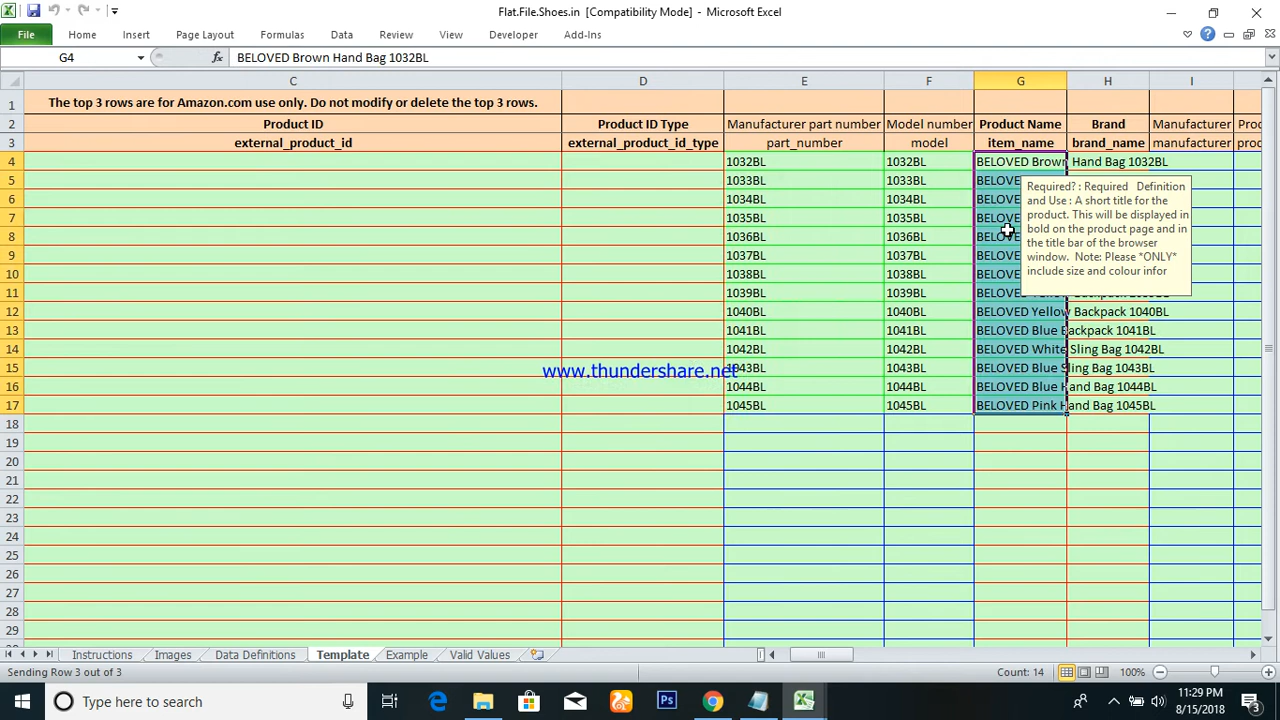 Flat.File.Shoes.in [Compatibility Mode] - Microsoft Excel
File Home Insert Page Layout Formulas Data Review View Developer Add-Ins
G4 fx BELOVED Brown Hand Bag 1032BL
C D E F G H I
1 The top 3 rows are for Amazon.com use only. Do not modify or delete the top 3 rows.
2 Product ID Product ID Type Manufacturer part number Model number Product Name Brand Manufacturer Proc
3 external_product_id external_product_id_type part_number model item_name brand_name manufacturer proc
4 1032BL 1032BL BELOVED Brown Hand Bag 1032BL
5 1033BL 1033BL BELOVE
6 1034BL 1034BL BELOVE
7 1035BL 1035BL BELOVE
8 1036BL 1036BL BELOVE
9 1037BL 1037BL BELOVE
10 1038BL 1038BL BELOVE
11 1039BL 1039BL BELOVED
12 1040BL 1040BL BELOVED Yellow Backpack 1040BL
13 1041BL 1041BL BELOVED Blue Backpack 1041BL
14 1042BL 1042BL BELOVED White Sling Bag 1042BL
15 1043BL 1043BL BELOVED Blue Sling Bag 1043BL
16 1044BL 1044BL BELOVED Blue Hand Bag 1044BL
17 1045BL 1045BL BELOVED Pink Hand Bag 1045BL
18
19
20
21
22
23
24
25
26
27
28
29
Required? : Required Definition
and Use : A short title for the
product. This will be displayed in
bold on the product page and in
the title bar of the browser
window. Note: Please *ONLY*
include size and colour infor
www.thundershare.net
Instructions Images Data Definitions Template Example Valid Values
Sending Row 3 out of 3 Count: 14 100%
Type here to search
Ps
11:29 PM
8/15/2018
3